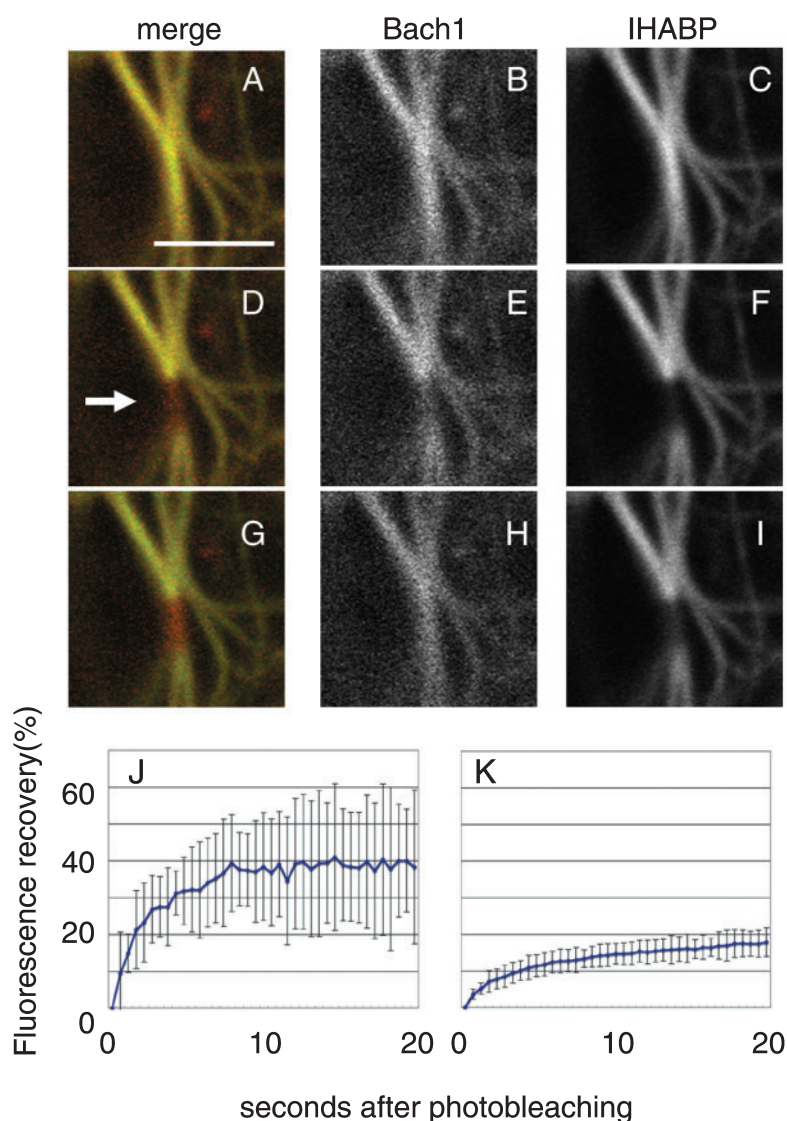 merge Bach1 IHABP
A B C
D E F
G H I
J K
Fluorescence recovery(%)
60
40
20
0
0 10 20 0 10 20
seconds after photobleaching